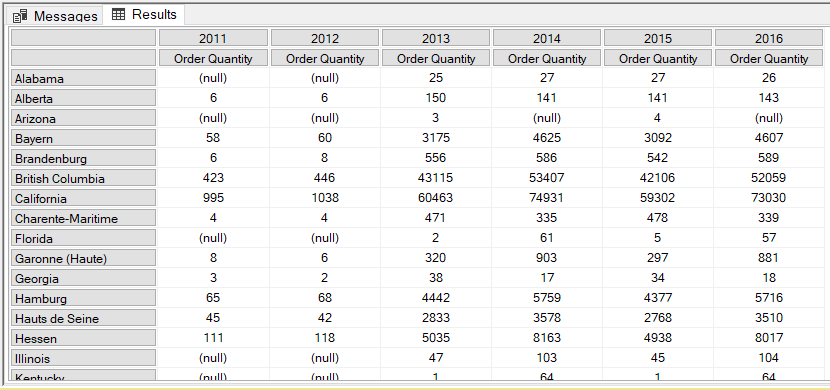 Messages Results
2011 2012 2013 2014 2015 2016
Order Quantity Order Quantity Order Quantity Order Quantity Order Quantity Order Quantity
Alabama (null) (null) 25 27 27 26
Alberta 6 6 150 141 141 143
Arizona (null) (null) 3 (null) 4 (null)
Bayern 58 60 3175 4625 3092 4607
Brandenburg 6 8 556 586 542 589
British Columbia 423 446 43115 53407 42106 52059
California 995 1038 60463 74931 59302 73030
Charente-Maritime 4 4 471 335 478 339
Florida (null) (null) 2 61 5 57
Garonne (Haute) 8 6 320 903 297 881
Georgia 3 2 38 17 34 18
Hamburg 65 68 4442 5759 4377 5716
Hauts de Seine 45 42 2833 3578 2768 3510
Hessen 111 118 5035 8163 4938 8017
Illinois (null) (null) 47 103 45 104
Kentucky (null) (null) 1 64 1 64